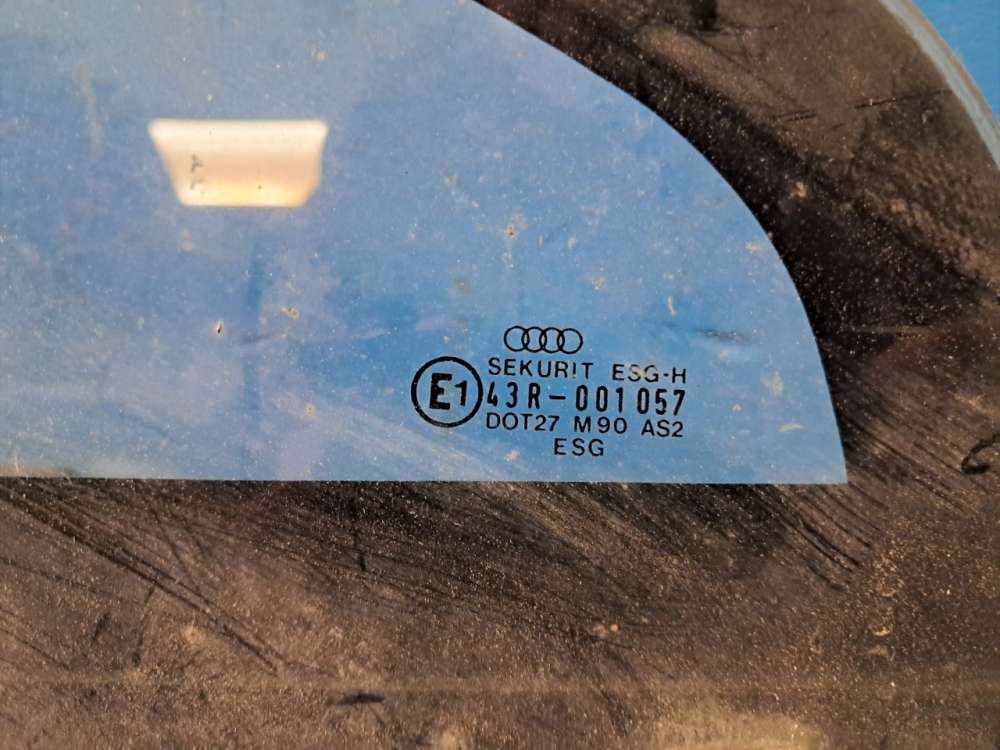 SEKURIT ESG-H
E1 43R-001057
DOT27 M90 AS2
ESG